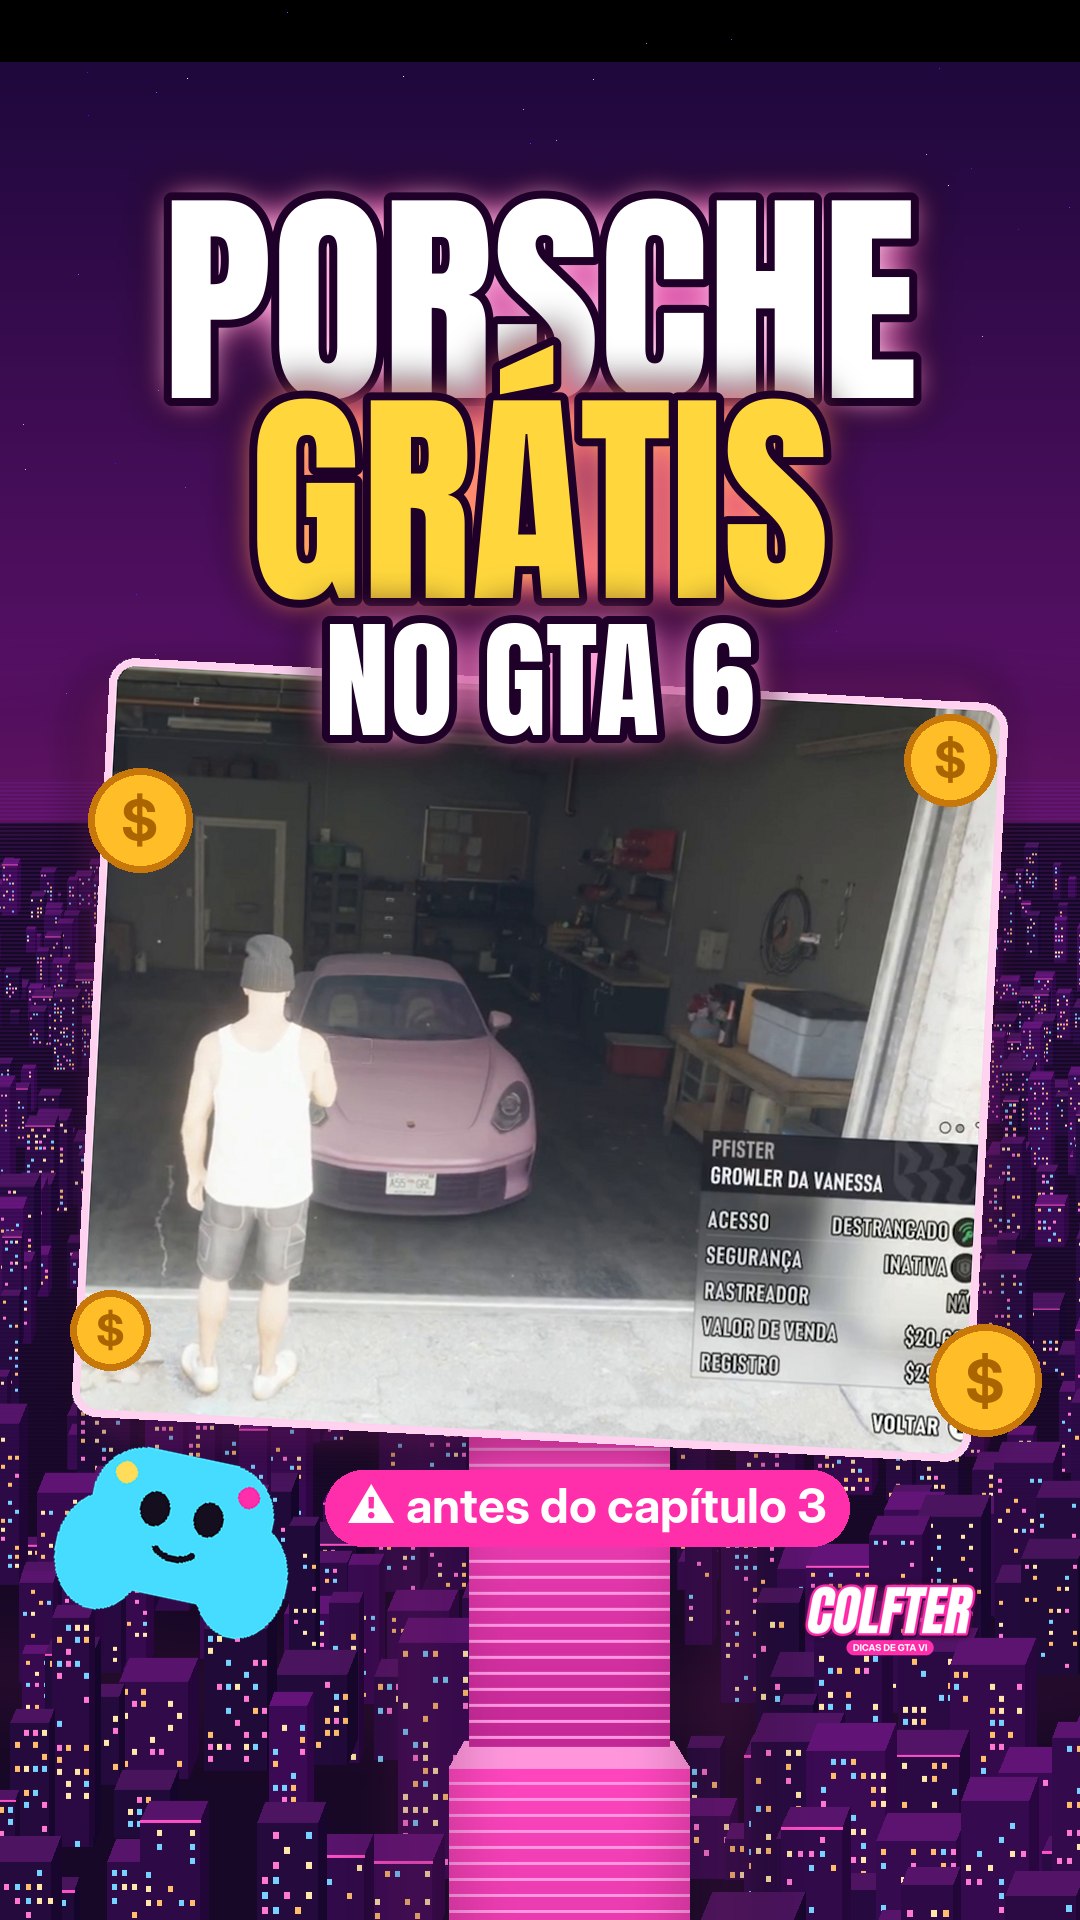 PORSCHE
GRÁTIS
NO GTA 6
$
$
PFISTER
GROWLER DA VANESSA
ACESSO DESTRANCADO
SEGURANÇA INATIVA
RASTREADOR
VALOR DE VENDA
REGISTRO
VOLTAR
$
$
⚠ antes do capítulo 3
COLFTER
DICAS DE GTA VI